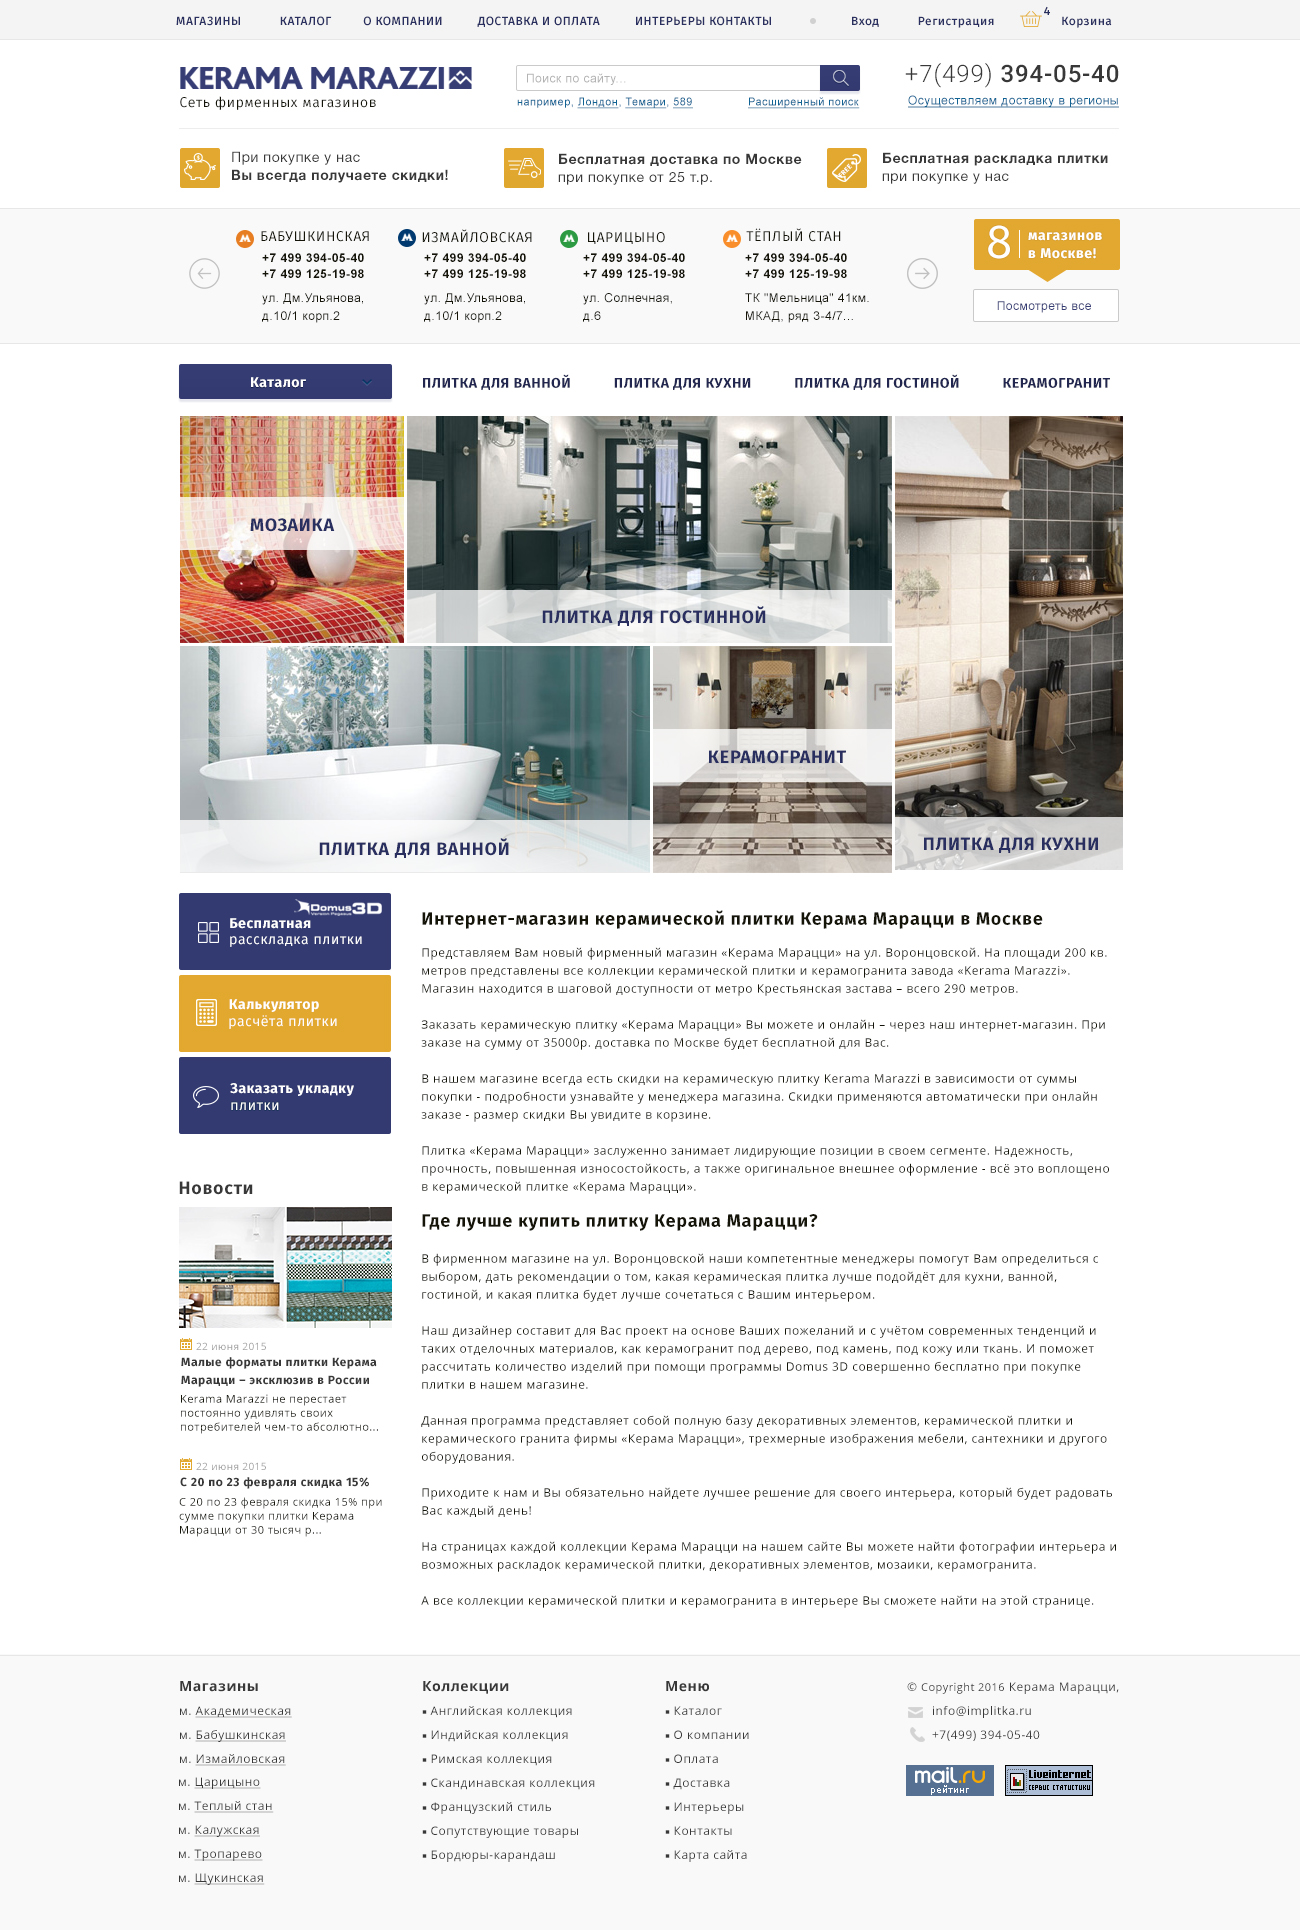 МАГАЗИНЫ КАТАЛОГ О КОМПАНИИ ДОСТАВКА И ОПЛАТА ИНТЕРЬЕРЫ КОНТАКТЫ Вход Регистрация 4 Корзина
KERAMA MARAZZI
Сеть фирменных магазинов
Поиск по сайту...
например, Лондон, Темари, 589 Расширенный поиск
+7(499) 394-05-40
Осуществляем доставку в регионы
При покупке у нас
Вы всегда получаете скидки!
Бесплатная доставка по Москве
при покупке от 25 т.р.
FREE
Бесплатная раскладка плитки
при покупке у нас
БАБУШКИНСКАЯ
+7 499 394-05-40
+7 499 125-19-98
ул. Дм.Ульянова,
д.10/1 корп.2
ИЗМАЙЛОВСКАЯ
+7 499 394-05-40
+7 499 125-19-98
ул. Дм.Ульянова,
д.10/1 корп.2
ЦАРИЦЫНО
+7 499 394-05-40
+7 499 125-19-98
ул. Солнечная,
д.6
ТЁПЛЫЙ СТАН
+7 499 394-05-40
+7 499 125-19-98
ТК "Мельница" 41км.
МКАД, ряд 3-4/7...
8 магазинов
в Москве!
Посмотреть все
Каталог ПЛИТКА ДЛЯ ВАННОЙ ПЛИТКА ДЛЯ КУХНИ ПЛИТКА ДЛЯ ГОСТИНОЙ КЕРАМОГРАНИТ
МОЗАИКА
ПЛИТКА ДЛЯ ГОСТИННОЙ
КЕРАМОГРАНИТ
ПЛИТКА ДЛЯ ВАННОЙ
ПЛИТКА ДЛЯ КУХНИ
Domus3D
Version Pegasus
Бесплатная
расскладка плитки
Калькулятор
расчёта плитки
Заказать укладку
плитки
Новости
22 июня 2015
Малые форматы плитки Керама
Марацци – эксклюзив в России
Kerama Marazzi не перестает
постоянно удивлять своих
потребителей чем-то абсолютно...
22 июня 2015
С 20 по 23 февраля скидка 15%
С 20 по 23 февраля скидка 15% при
сумме покупки плитки Керама
Марацци от 30 тысяч р...
Интернет-магазин керамической плитки Керама Марацци в Москве
Представляем Вам новый фирменный магазин «Керама Марацци» на ул. Воронцовской. На площади 200 кв.
метров представлены все коллекции керамической плитки и керамогранита завода «Kerama Marazzi».
Магазин находится в шаговой доступности от метро Крестьянская застава – всего 290 метров.
Заказать керамическую плитку «Керама Марацци» Вы можете и онлайн – через наш интернет-магазин. При
заказе на сумму от 35000р. доставка по Москве будет бесплатной для Вас.
В нашем магазине всегда есть скидки на керамическую плитку Kerama Marazzi в зависимости от суммы
покупки - подробности узнавайте у менеджера магазина. Скидки применяются автоматически при онлайн
заказе - размер скидки Вы увидите в корзине.
Плитка «Керама Марацци» заслуженно занимает лидирующие позиции в своем сегменте. Надежность,
прочность, повышенная износостойкость, а также оригинальное внешнее оформление - всё это воплощено
в керамической плитке «Керама Марацци».
Где лучше купить плитку Керама Марацци?
В фирменном магазине на ул. Воронцовской наши компетентные менеджеры помогут Вам определиться с
выбором, дать рекомендации о том, какая керамическая плитка лучше подойдёт для кухни, ванной,
гостиной, и какая плитка будет лучше сочетаться с Вашим интерьером.
Наш дизайнер составит для Вас проект на основе Ваших пожеланий и с учётом современных тенденций и
таких отделочных материалов, как керамогранит под дерево, под камень, под кожу или ткань. И поможет
рассчитать количество изделий при помощи программы Domus 3D совершенно бесплатно при покупке
плитки в нашем магазине.
Данная программа представляет собой полную базу декоративных элементов, керамической плитки и
керамического гранита фирмы «Керама Марацци», трехмерные изображения мебели, сантехники и другого
оборудования.
Приходите к нам и Вы обязательно найдете лучшее решение для своего интерьера, который будет радовать
Вас каждый день!
На страницах каждой коллекции Керама Марацци на нашем сайте Вы можете найти фотографии интерьера и
возможных раскладок керамической плитки, декоративных элементов, мозаики, керамогранита.
А все коллекции керамической плитки и керамогранита в интерьере Вы сможете найти на этой странице.
Магазины
м. Академическая
м. Бабушкинская
м. Измайловская
м. Царицыно
м. Теплый стан
м. Калужская
м. Тропарево
м. Щукинская
Коллекции
▪ Английская коллекция
▪ Индийская коллекция
▪ Римская коллекция
▪ Скандинавская коллекция
▪ Французский стиль
▪ Сопутствующие товары
▪ Бордюры-карандаш
Меню
▪ Каталог
▪ О компании
▪ Оплата
▪ Доставка
▪ Интерьеры
▪ Контакты
▪ Карта сайта
© Copyright 2016 Керама Марацци,
info@implitka.ru
+7(499) 394-05-40
mail.ru
рейтинг
Liveinternet
СЕРВИС СТАТИСТИКИ